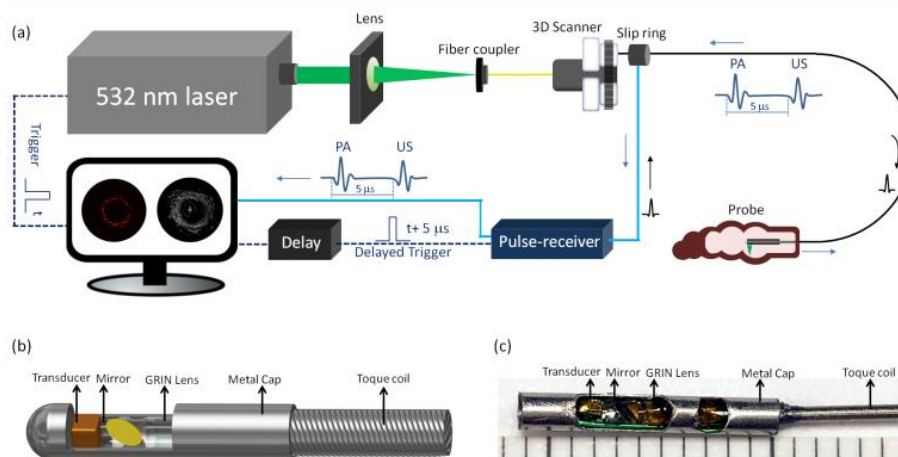 (a)
Lens
Fiber coupler
3D Scanner
Slip ring
532 nm laser
PA US
5 µs
Trigger
t
PA US
5 µs
Delay
t+ 5 µs
Delayed Trigger
Pulse-receiver
Probe
(b)
Transducer Mirror GRIN Lens Metal Cap Toque coil
(c)
Transducer Mirror GRIN Lens Metal Cap Toque coil